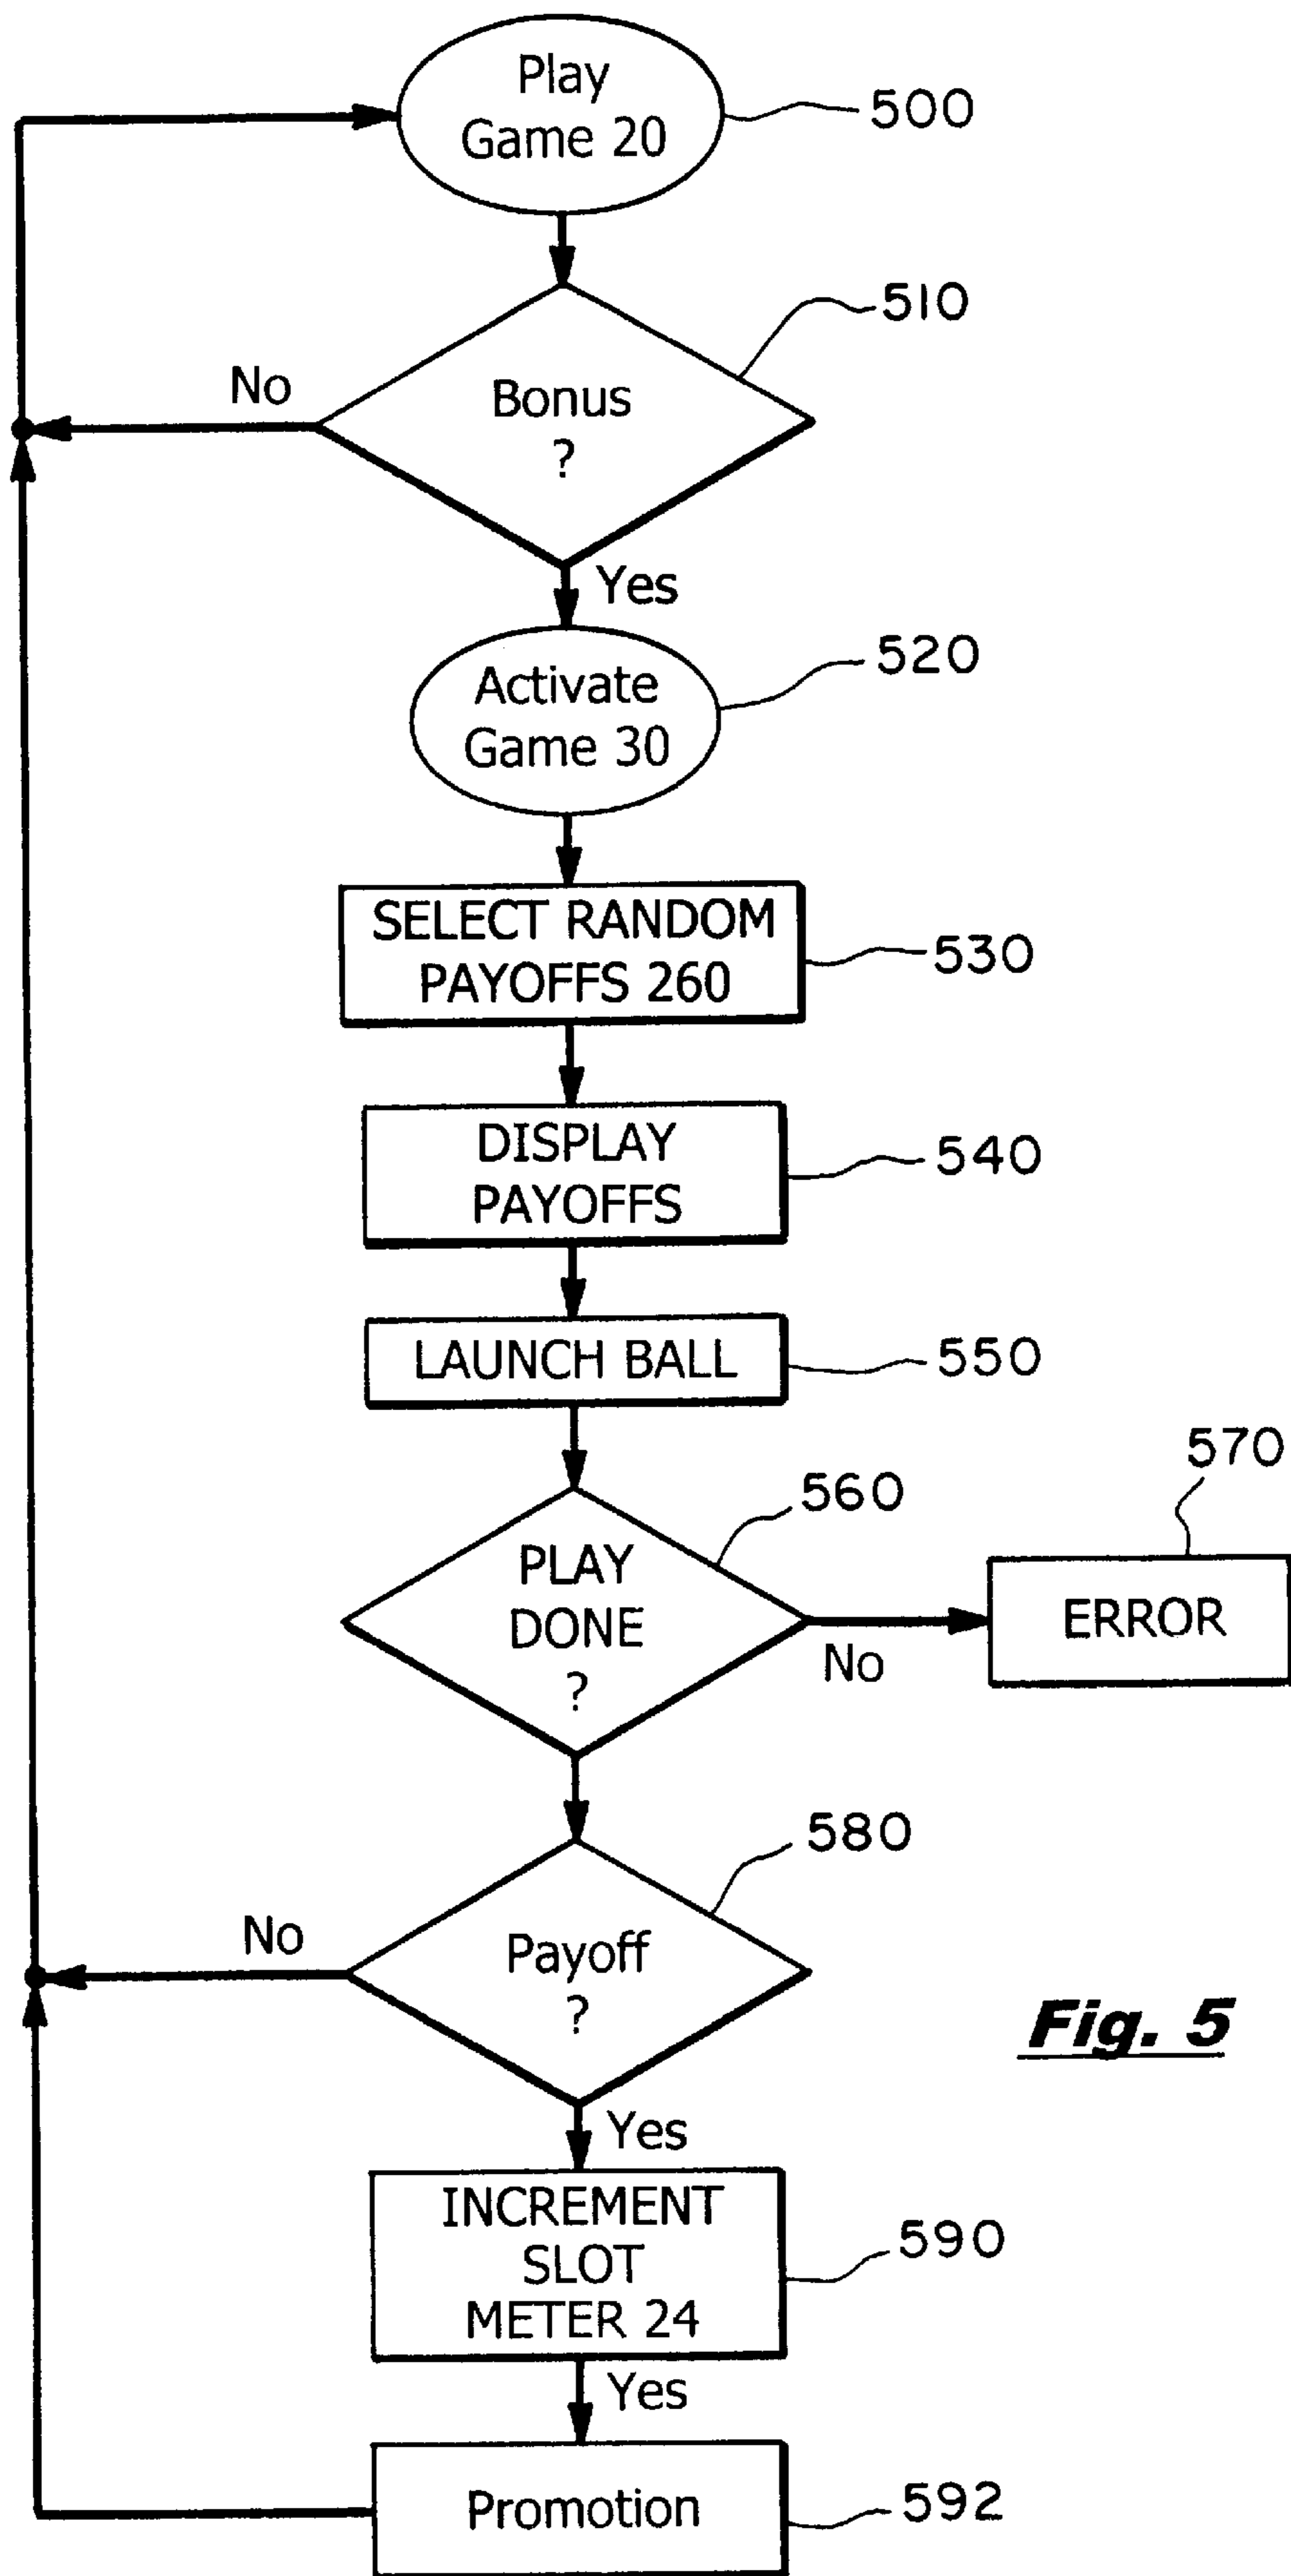 Play
Game 20
500
510
Bonus
?
No
Yes
Activate
Game 30
520
SELECT RANDOM
PAYOFFS 260
530
DISPLAY
PAYOFFS
540
LAUNCH BALL
550
560
PLAY
DONE
?
No
570
ERROR
580
Payoff
?
No
Fig. 5
Yes
INCREMENT
SLOT
METER 24
590
Yes
Promotion
592